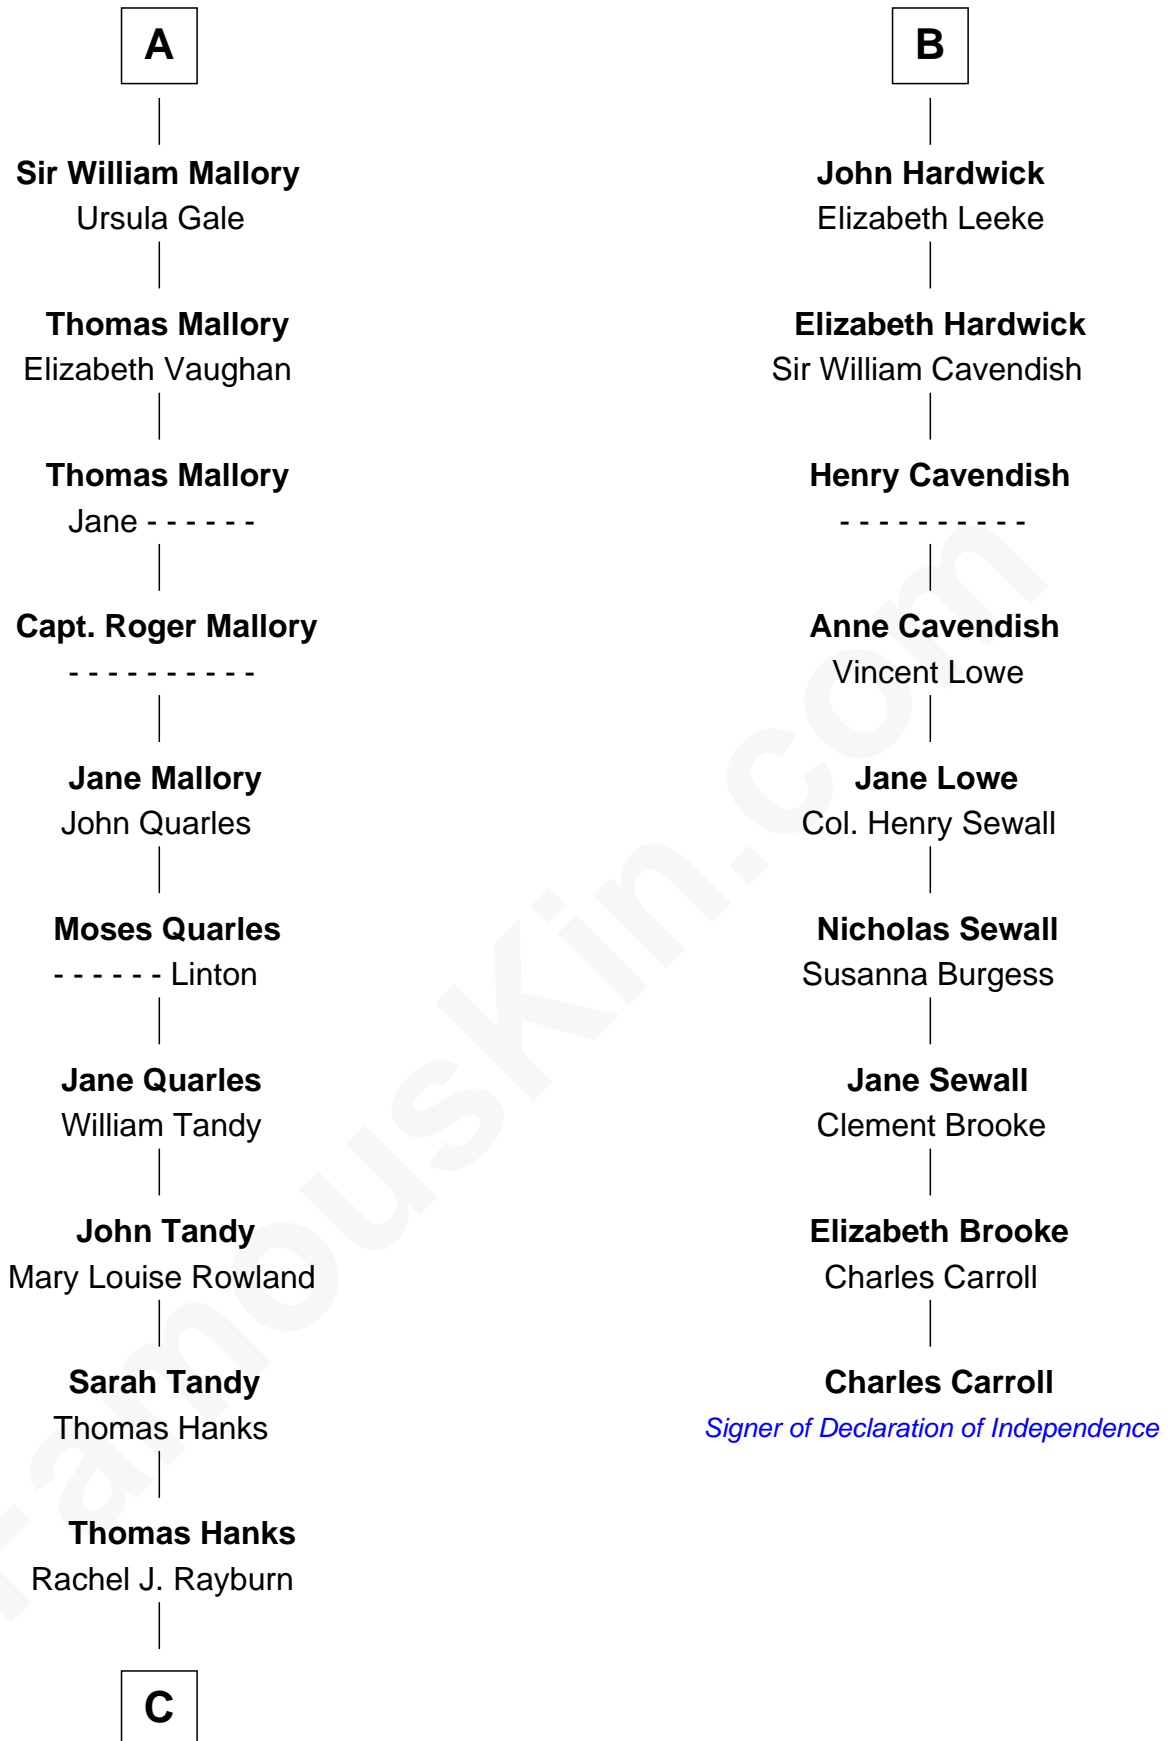 A
Sir William Mallory
Ursula Gale
Thomas Mallory
Elizabeth Vaughan
Thomas Mallory
Jane - - - - - -
Capt. Roger Mallory
- - - - - - - - - -
Jane Mallory
John Quarles
Moses Quarles
- - - - - - Linton
Jane Quarles
William Tandy
John Tandy
Mary Louise Rowland
Sarah Tandy
Thomas Hanks
Thomas Hanks
Rachel J. Rayburn
C
B
John Hardwick
Elizabeth Leeke
Elizabeth Hardwick
Sir William Cavendish
Henry Cavendish
- - - - - - - - - -
Anne Cavendish
Vincent Lowe
Jane Lowe
Col. Henry Sewall
Nicholas Sewall
Susanna Burgess
Jane Sewall
Clement Brooke
Elizabeth Brooke
Charles Carroll
Charles Carroll
Signer of Declaration of Independence
FamousKin.com